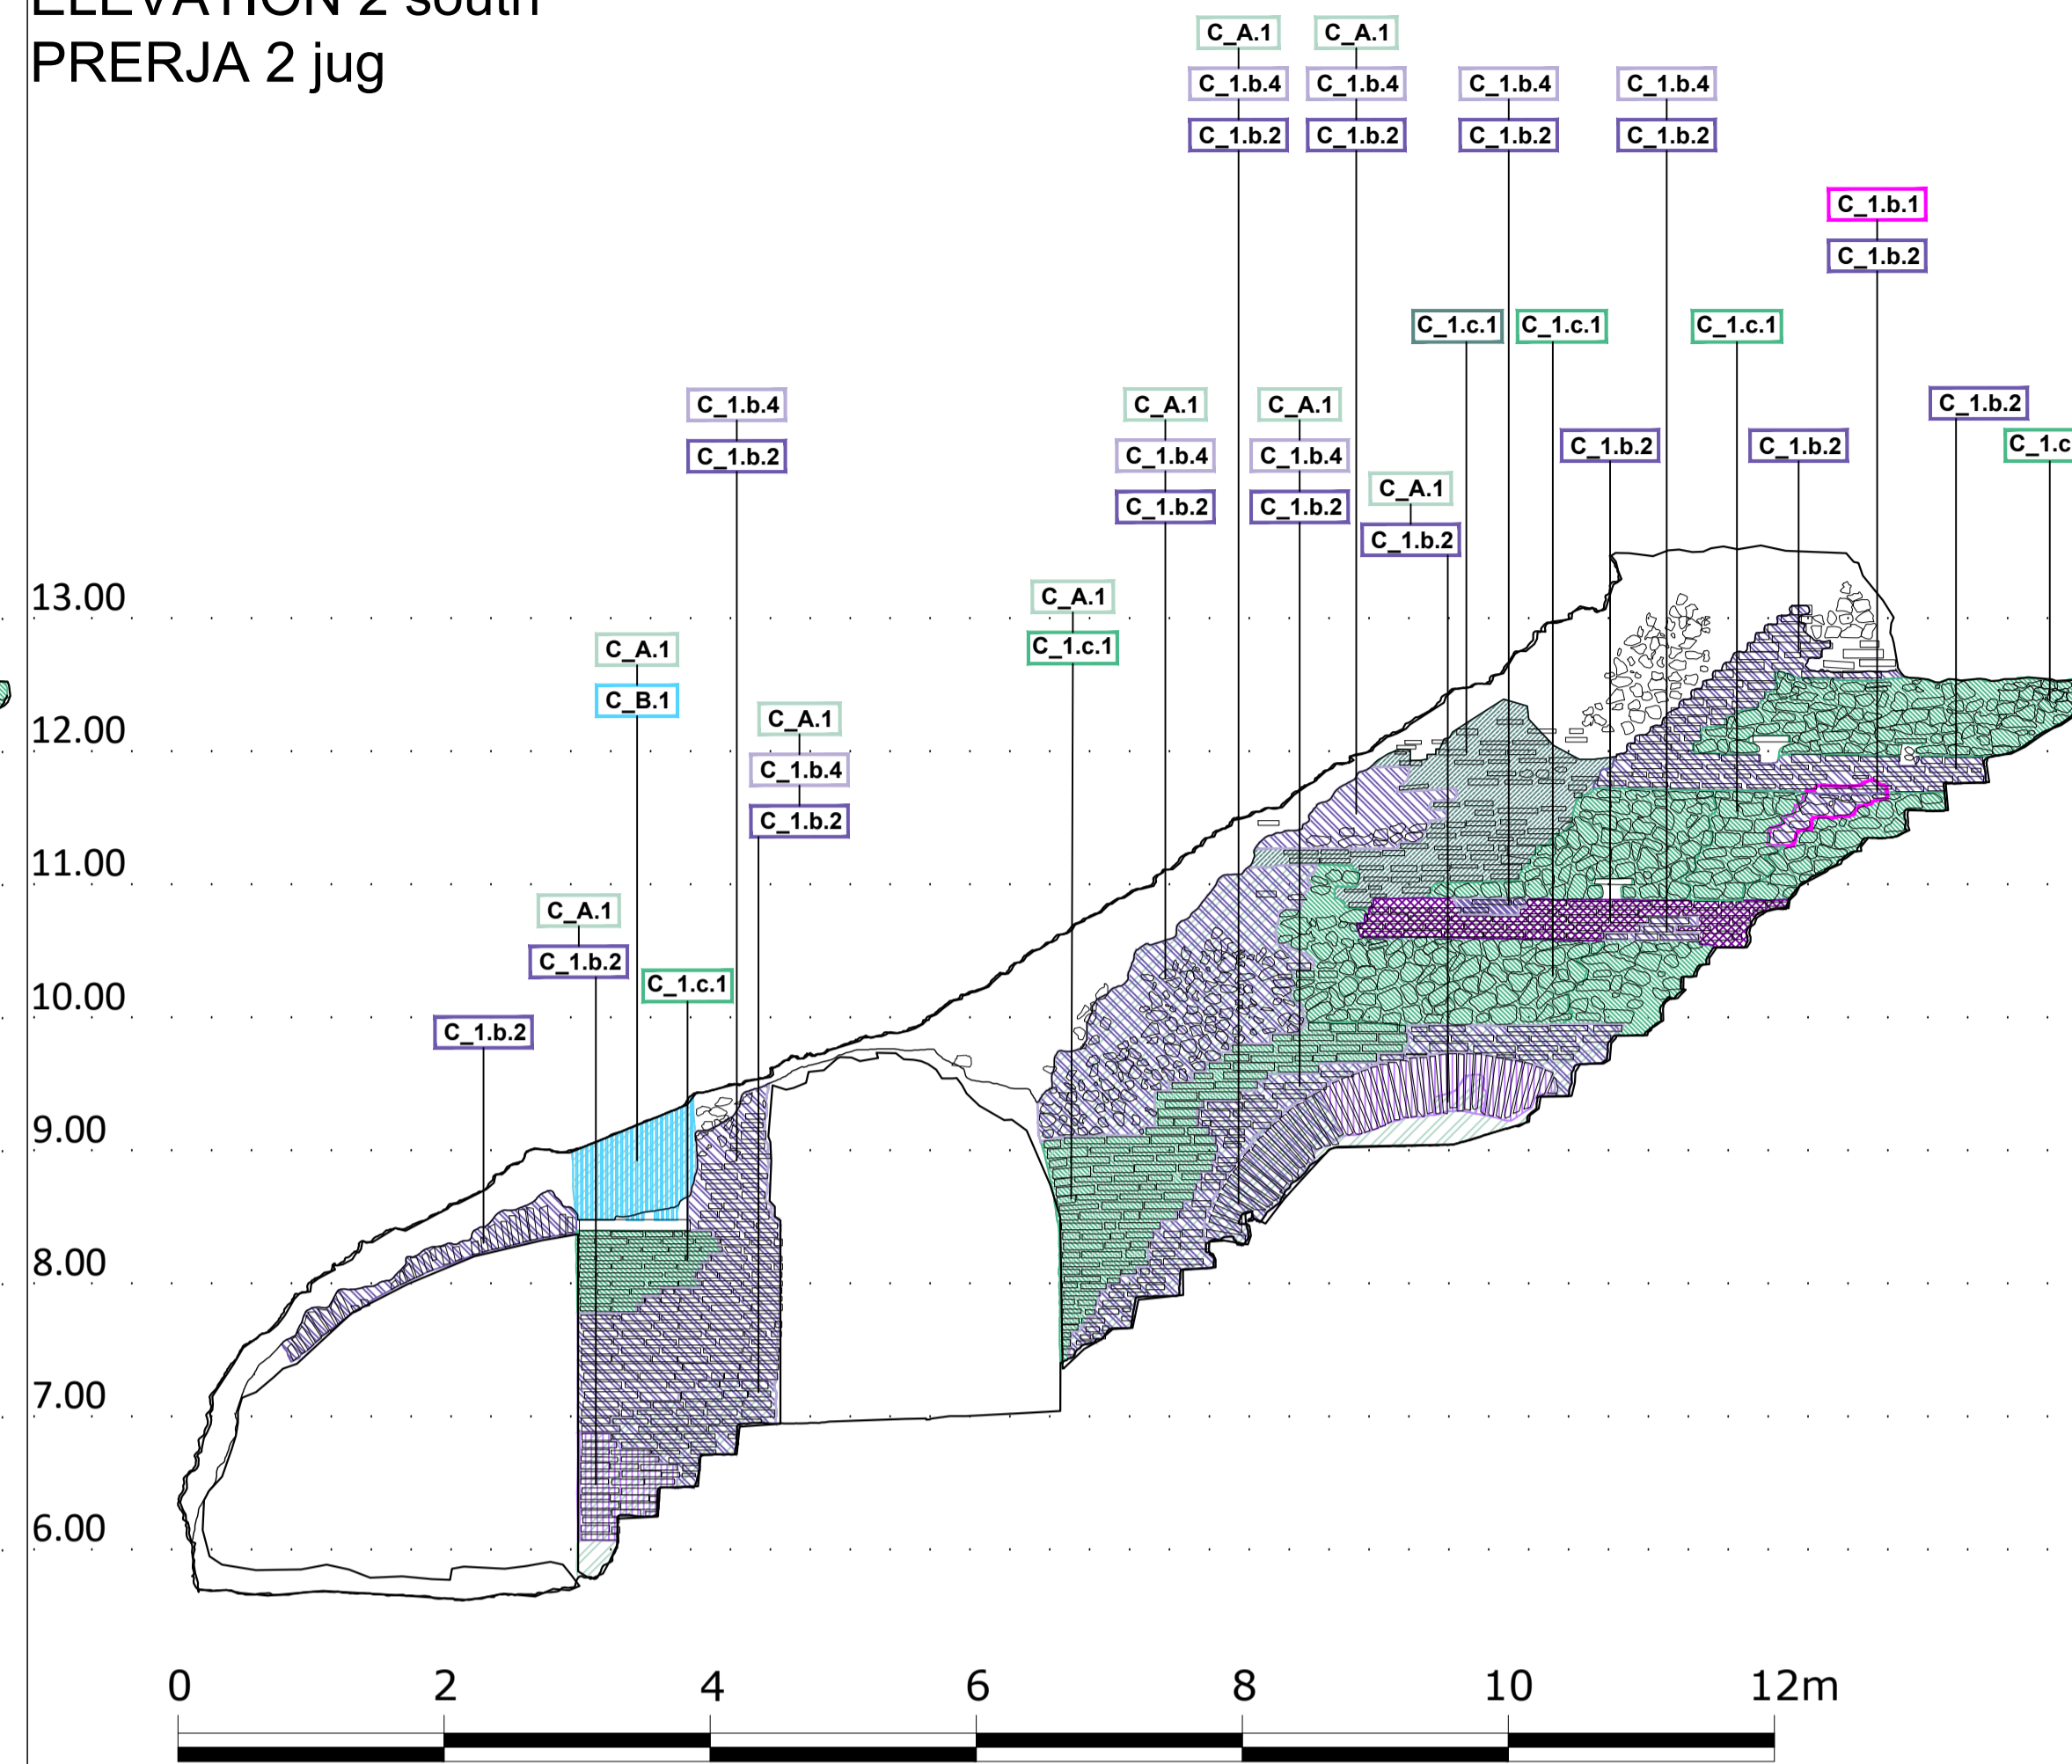 ELEVATION 2 south
PRERJA 2 jug
C_A.1 C_A.1
C_1.b.4 C_1.b.4 C_1.b.4 C_1.b.4
C_1.b.2 C_1.b.2 C_1.b.2 C_1.b.2
C_1.b.1
C_1.b.2
C_1.c.1 C_1.c.1 C_1.c.1
C_1.b.4 C_A.1 C_A.1 C_1.b.2
C_1.b.2 C_1.b.2 C_1.c
C_1.b.2 C_1.b.4 C_1.b.4
C_A.1
C_1.b.2 C_1.b.2
C_1.b.2
C_A.1
13.00
C_A.1 C_1.c.1
C_B.1
C_A.1
12.00
C_1.b.4
C_1.b.2
11.00
C_A.1
C_1.b.2
C_1.c.1
10.00
C_1.b.2
9.00
8.00
7.00
6.00
0 2 4 6 8 10 12m